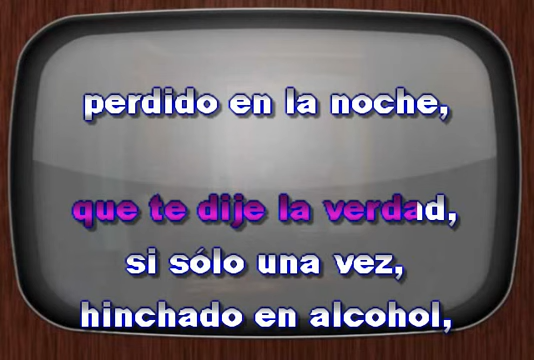 perdido en la noche,
que te dije la verdad,
si sólo una vez,
hinchado en alcohol,